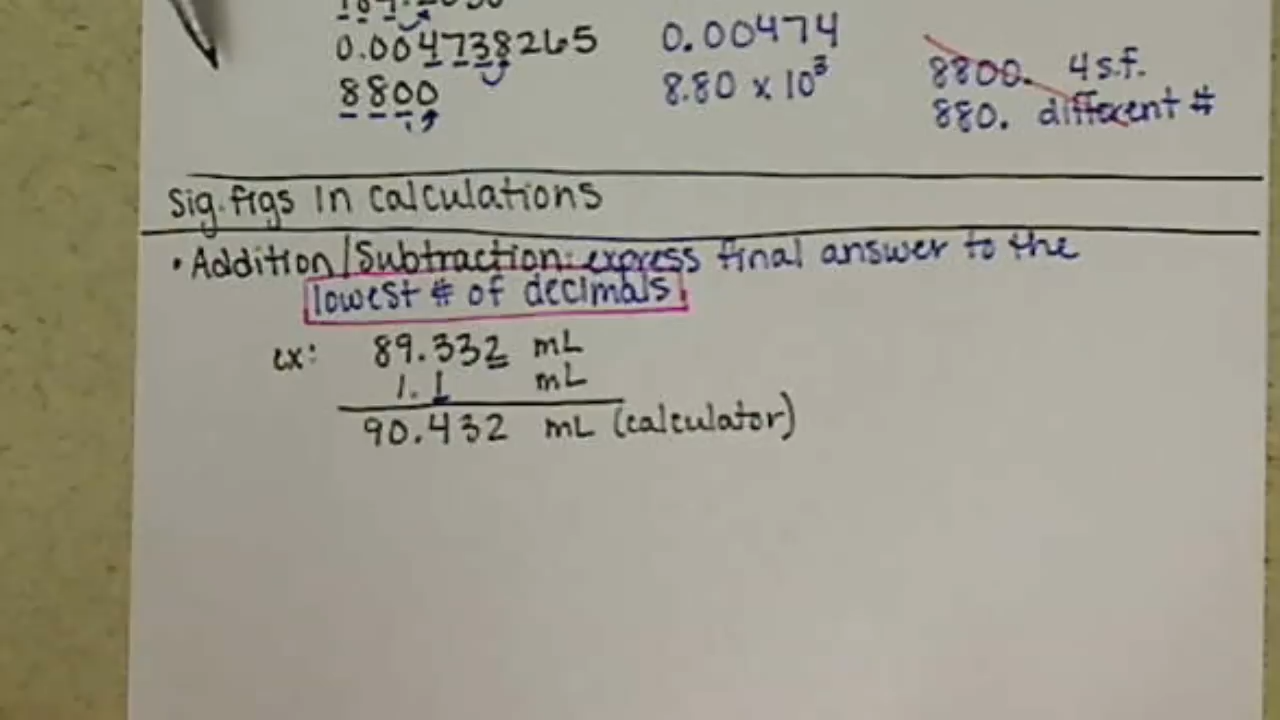 0.004738265 0.00474
8800 8.80 x 10³ 8800. 4 s.f.
880. different #
Sig. figs in Calculations
• Addition/Subtraction: express final answer to the
lowest # of decimals.
ex: 89.332 mL
1.1 mL
90.432 mL (calculator)